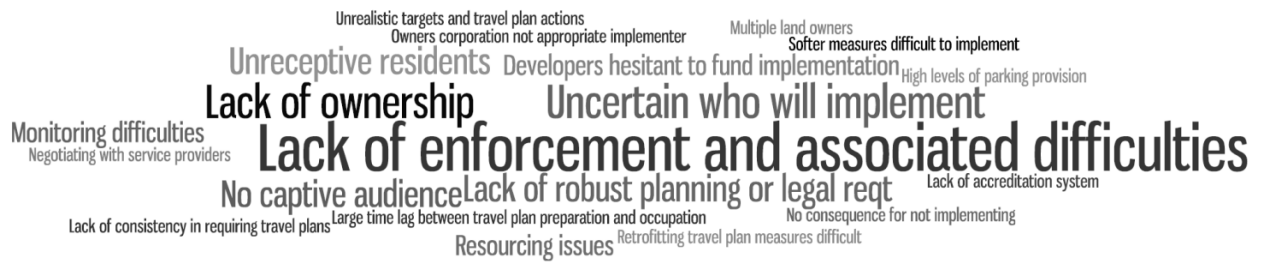 Unrealistic targets and travel plan actions
Multiple land owners
Owners corporation not appropriate implementer
Softer measures difficult to implement
Unreceptive residents
Developers hesitant to fund implementation
High levels of parking provision
Lack of ownership
Uncertain who will implement
Monitoring difficulties
Lack of enforcement and associated difficulties
Negotiating with service providers
No captive audience
Lack of robust planning or legal reqt
Lack of accreditation system
Lack of consistency in requiring travel plans
Large time lag between travel plan preparation and occupation
No consequence for not implementing
Resourcing issues
Retrofitting travel plan measures difficult